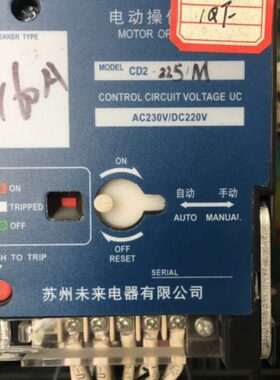 电动操
MOTOR OP
1QT-
EAKER TYPE
160A
MODEL CD2-225/M
CONTROL CIRCUIT VOLTAGE UC
AC230V/DC220V
ON
ON
TRIPPED
OFF
自动 手动
AUTO MANUAL
OFF
RESET
H TO TRIP
SERIAL
苏州未来电器有限公司